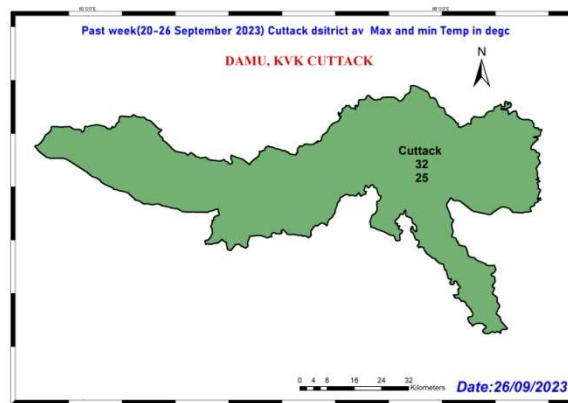 Past week(20-26 September 2023) Cuttack dsitrict av Max and min Temp in degc
DAMU, KVK CUTTACK
N
Cuttack
32
25
0 4 8 16 24 32
Kilometers
Date:26/09/2023